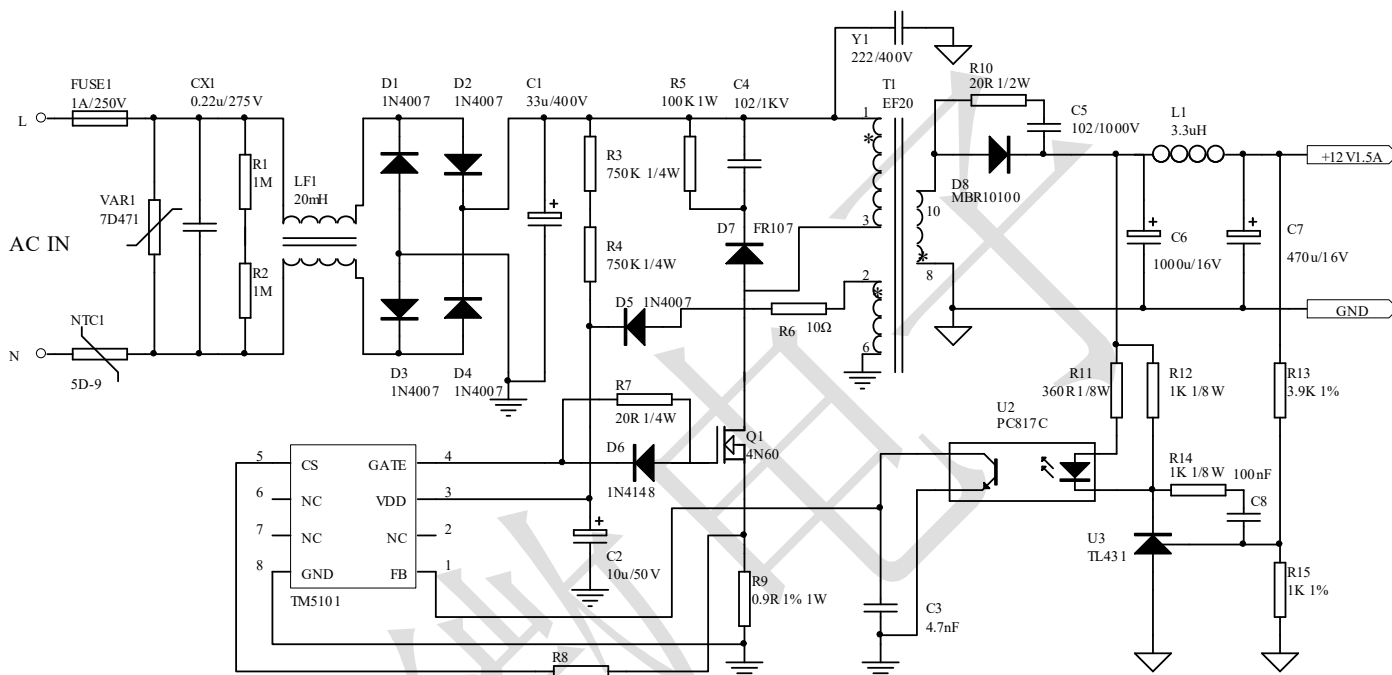 Y1
222/400V
FUSE1
1A/250V
CX1
0.22u/275V
D1
1N4007
D2
1N4007
C1
33u/400V
R5
100K 1W
C4
102/1KV
T1
EF20
R10
20R 1/2W
C5
102/1000V
L1
3.3uH
L
1
*
R3
750K 1/4W
R1
1M
+12V1.5A
LF1
20mH
VAR1
7D471
D8
MBR10100
10
3
D7
FR107
+
+
+
C6
1000u/16V
C7
470u/16V
AC IN
R4
750K 1/4W
R2
1M
*
8
2
*
D5
1N4007
R6
10Ω
GND
NTC1
5D-9
N
6
D3
1N4007
D4
1N4007
R7
20R 1/4W
R11
360R 1/8W
R12
1K 1/8W
R13
3.9K 1%
U2
PC817C
Q1
4N60
D6
1N4148
5
CS
GATE
4
6
NC
VDD
3
7
NC
NC
2
8
GND
FB
1
TM5101
R14
1K 1/8W
100nF
C8
+
C2
10u/50V
U3
TL431
R9
0.9R 1% 1W
R15
1K 1%
C3
4.7nF
R8